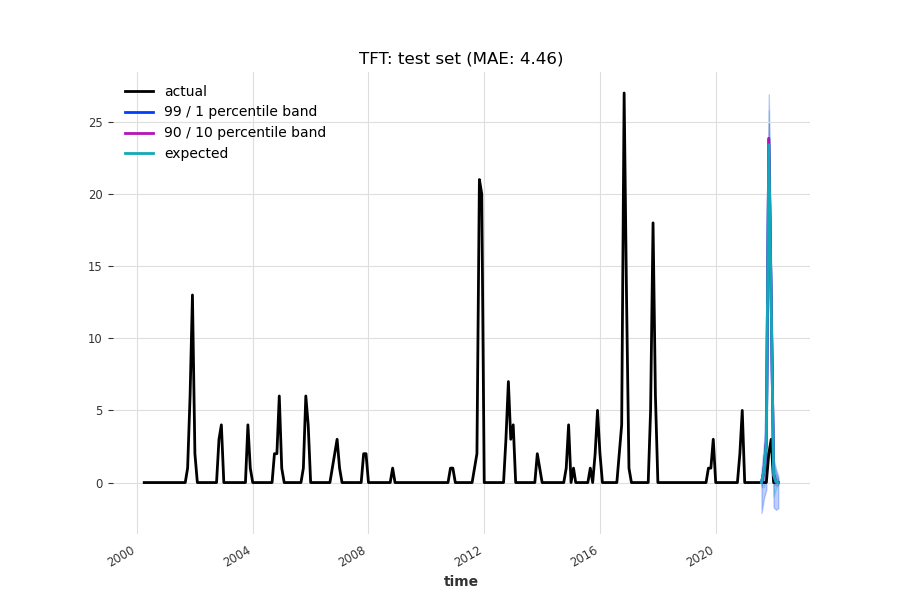 TFT: test set (MAE: 4.46)
actual
99 / 1 percentile band
90 / 10 percentile band
expected
25
20
15
10
5
0
2000
2004
2008
2012
2016
2020
time